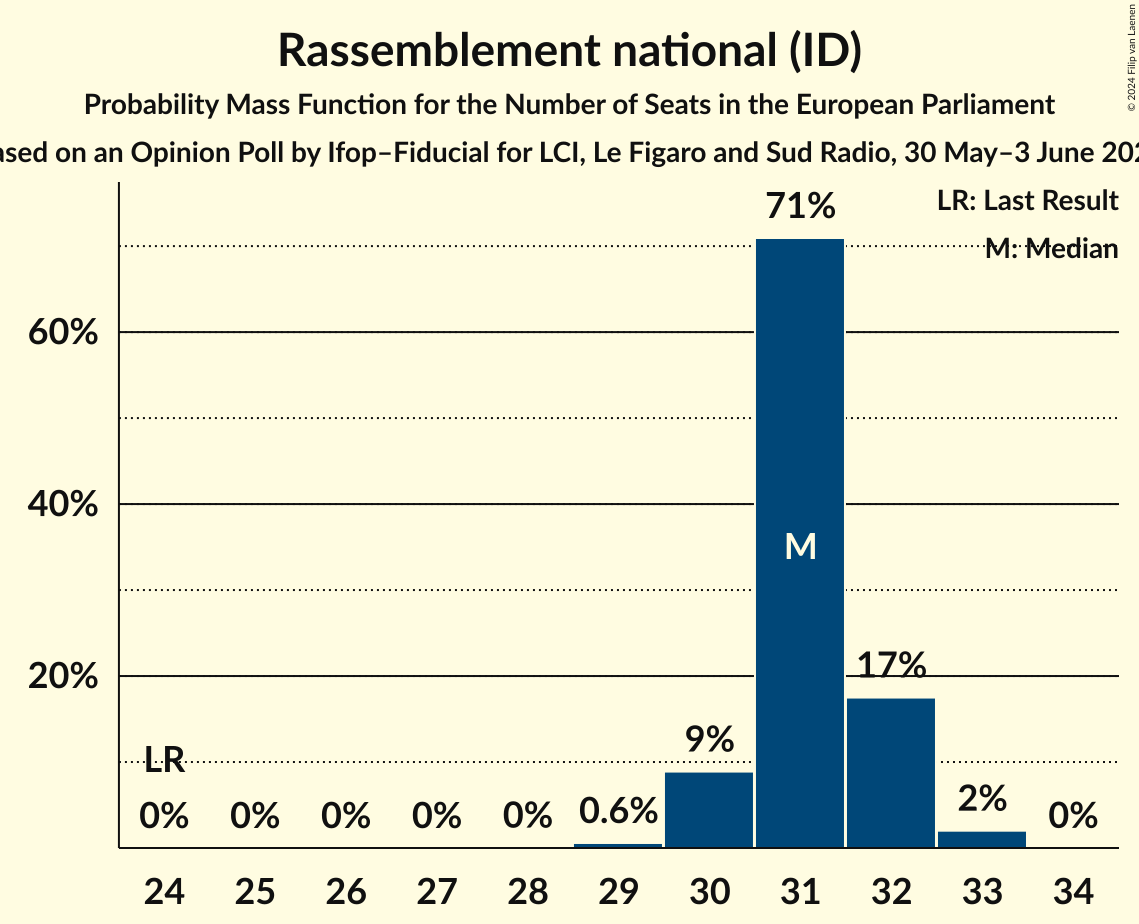 Rassemblement national (ID)
Probability Mass Function for the Number of Seats in the European Parliament
ased on an Opinion Poll by Ifop–Fiducial for LCI, Le Figaro and Sud Radio, 30 May–3 June 202
© 2024 Filip van Laenen
LR: Last Result
M: Median
71%
60%
40%
M
20%
17%
9%
LR
0%
0%
0%
0%
0%
0.6%
2%
0%
24 25 26 27 28 29 30 31 32 33 34